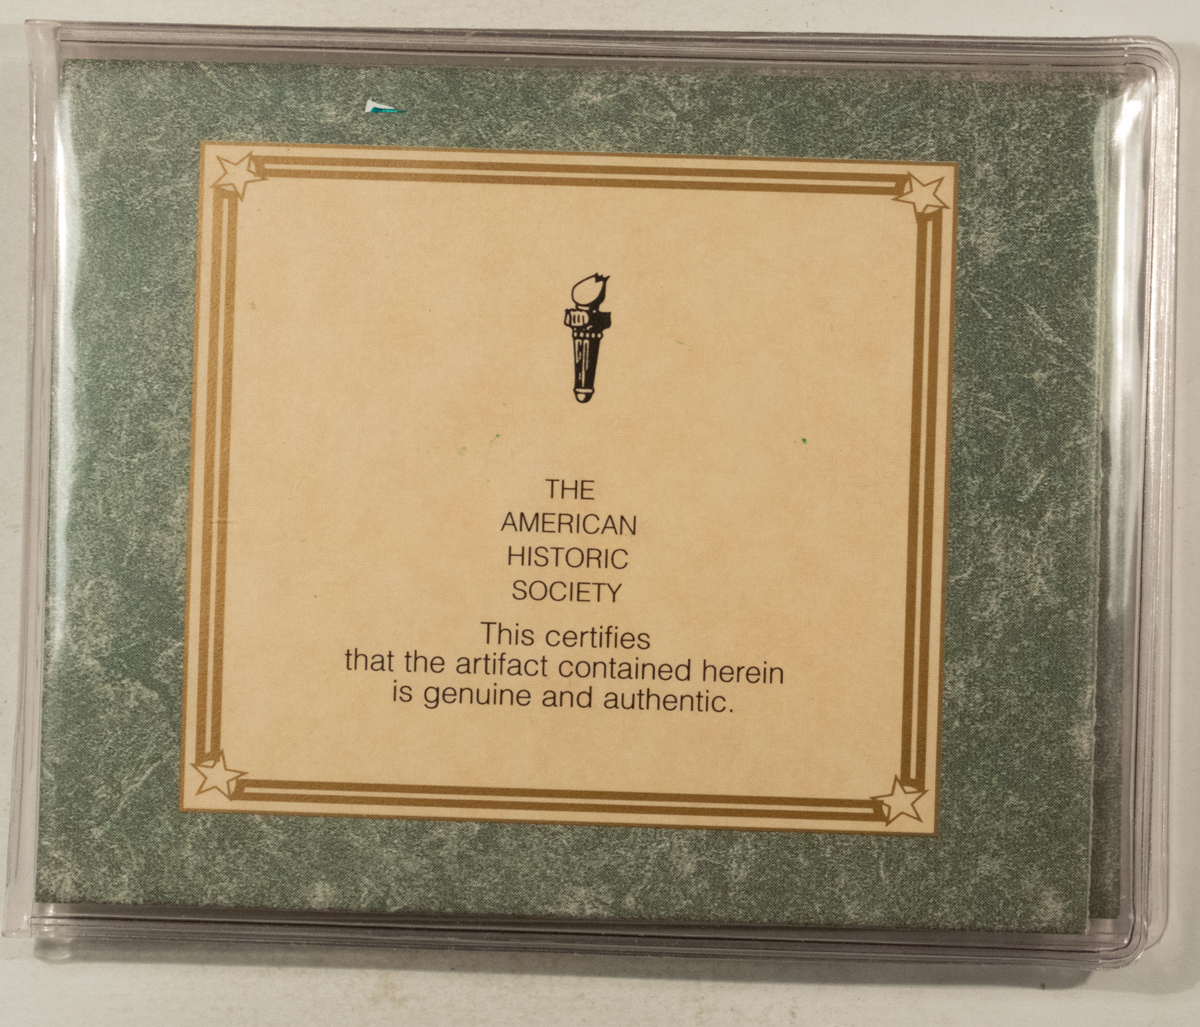 THE
AMERICAN
HISTORIC
SOCIETY
This certifies
that the artifact contained herein
is genuine and authentic.